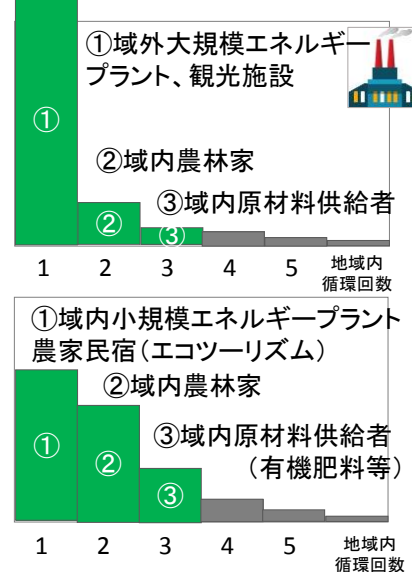 ①域外大規模エネルギー
プラント、観光施設
①
②域内農林家
③域内原材料供給者
②
③
1 2 3 4 5 地域内
循環回数
①域内小規模エネルギープラント
農家民宿(エコツーリズム)
②域内農林家
③域内原材料供給者
(有機肥料等)
①
②
③
1 2 3 4 5 地域内
循環回数